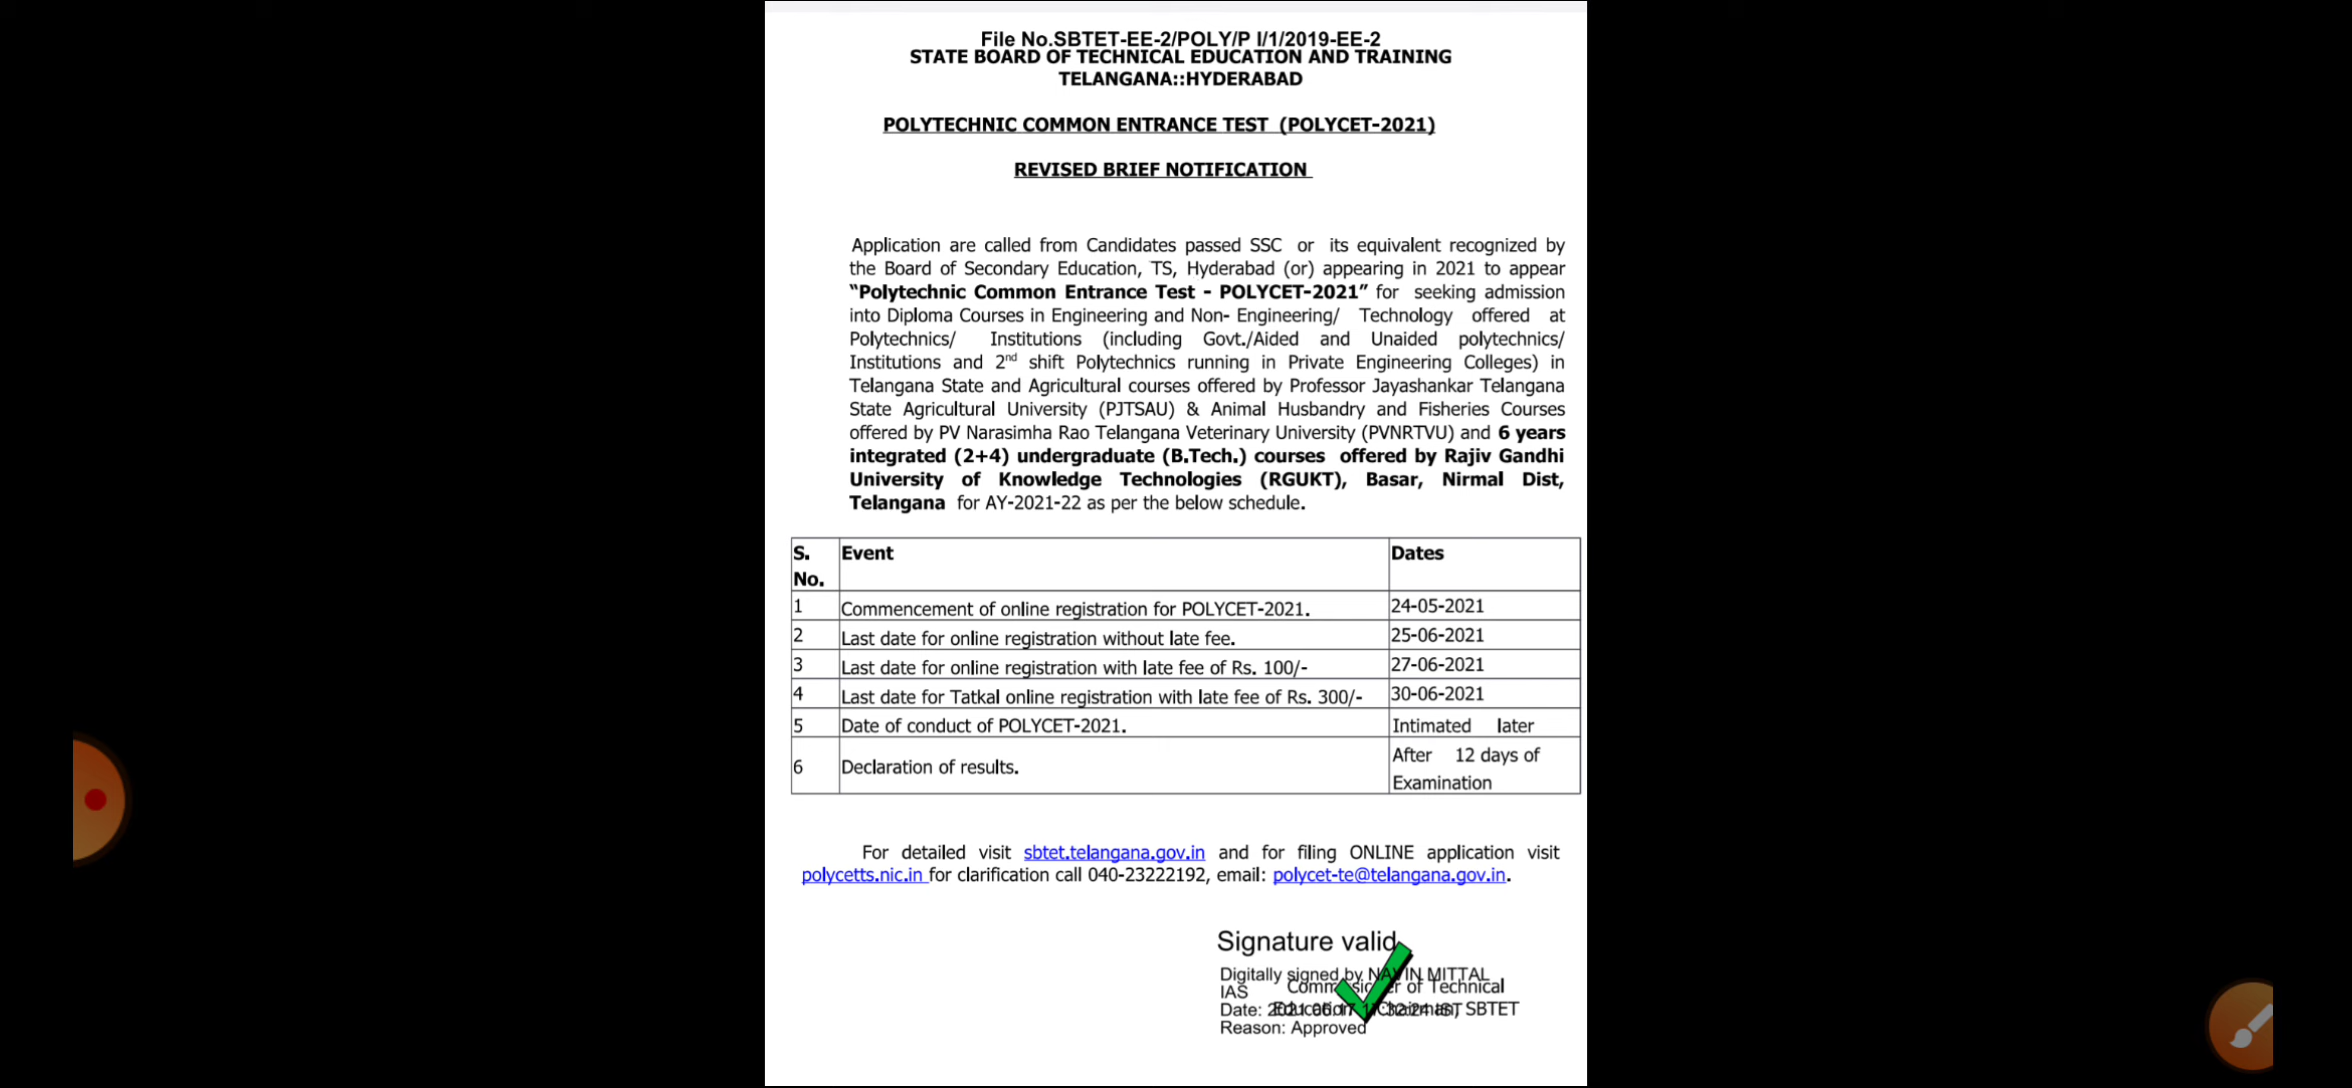 File No.SBTET-EE-2/POLY/P I/1/2019-EE-2
STATE BOARD OF TECHNICAL EDUCATION AND TRAINING
TELANGANA::HYDERABAD
POLYTECHNIC COMMON ENTRANCE TEST (POLYCET-2021)
REVISED BRIEF NOTIFICATION
Application are called from Candidates passed SSC or its equivalent recognized by
the Board of Secondary Education, TS, Hyderabad (or) appearing in 2021 to appear
“Polytechnic Common Entrance Test - POLYCET-2021” for seeking admission
into Diploma Courses in Engineering and Non- Engineering/ Technology offered at
Polytechnics/ Institutions (including Govt./Aided and Unaided polytechnics/
Institutions and 2nd shift Polytechnics running in Private Engineering Colleges) in
Telangana State and Agricultural courses offered by Professor Jayashankar Telangana
State Agricultural University (PJTSAU) & Animal Husbandry and Fisheries Courses
offered by PV Narasimha Rao Telangana Veterinary University (PVNRTVU) and 6 years
integrated (2+4) undergraduate (B.Tech.) courses offered by Rajiv Gandhi
University of Knowledge Technologies (RGUKT), Basar, Nirmal Dist,
Telangana for AY-2021-22 as per the below schedule.
S. No. Event Dates
1 Commencement of online registration for POLYCET-2021. 24-05-2021
2 Last date for online registration without late fee. 25-06-2021
3 Last date for online registration with late fee of Rs. 100/- 27-06-2021
4 Last date for Tatkal online registration with late fee of Rs. 300/- 30-06-2021
5 Date of conduct of POLYCET-2021. Intimated later
6 Declaration of results. After 12 days of Examination
For detailed visit sbtet.telangana.gov.in and for filing ONLINE application visit
polycetts.nic.in for clarification call 040-23222192, email: polycet-te@telangana.gov.in.
Signature valid
Digitally signed by NAVIN MITTAL
IAS
Commissioner of Technical
Date:
Education Chairman, SBTET
Reason: Approved